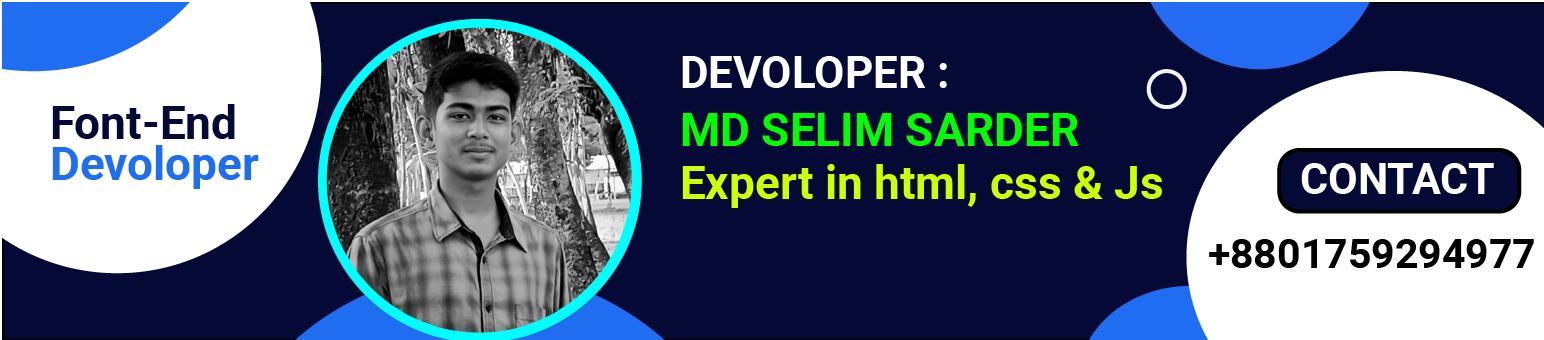 Font-End
Devoloper
DEVOLOPER :
MD SELIM SARDER
Expert in html, css & Js
CONTACT
+8801759294977